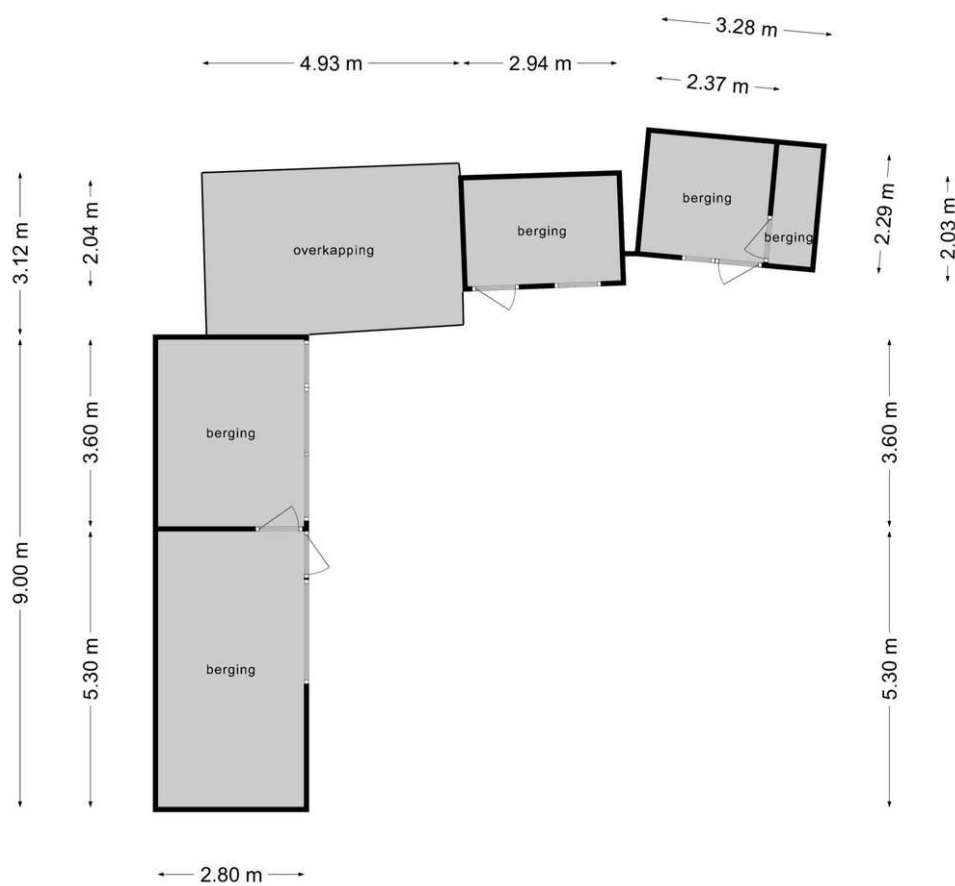 3.28 m
4.93 m
2.94 m
2.37 m
3.12 m
2.04 m
overkapping
berging
berging
berging
2.29 m
2.03 m
9.00 m
3.60 m
berging
3.60 m
5.30 m
berging
5.30 m
2.80 m